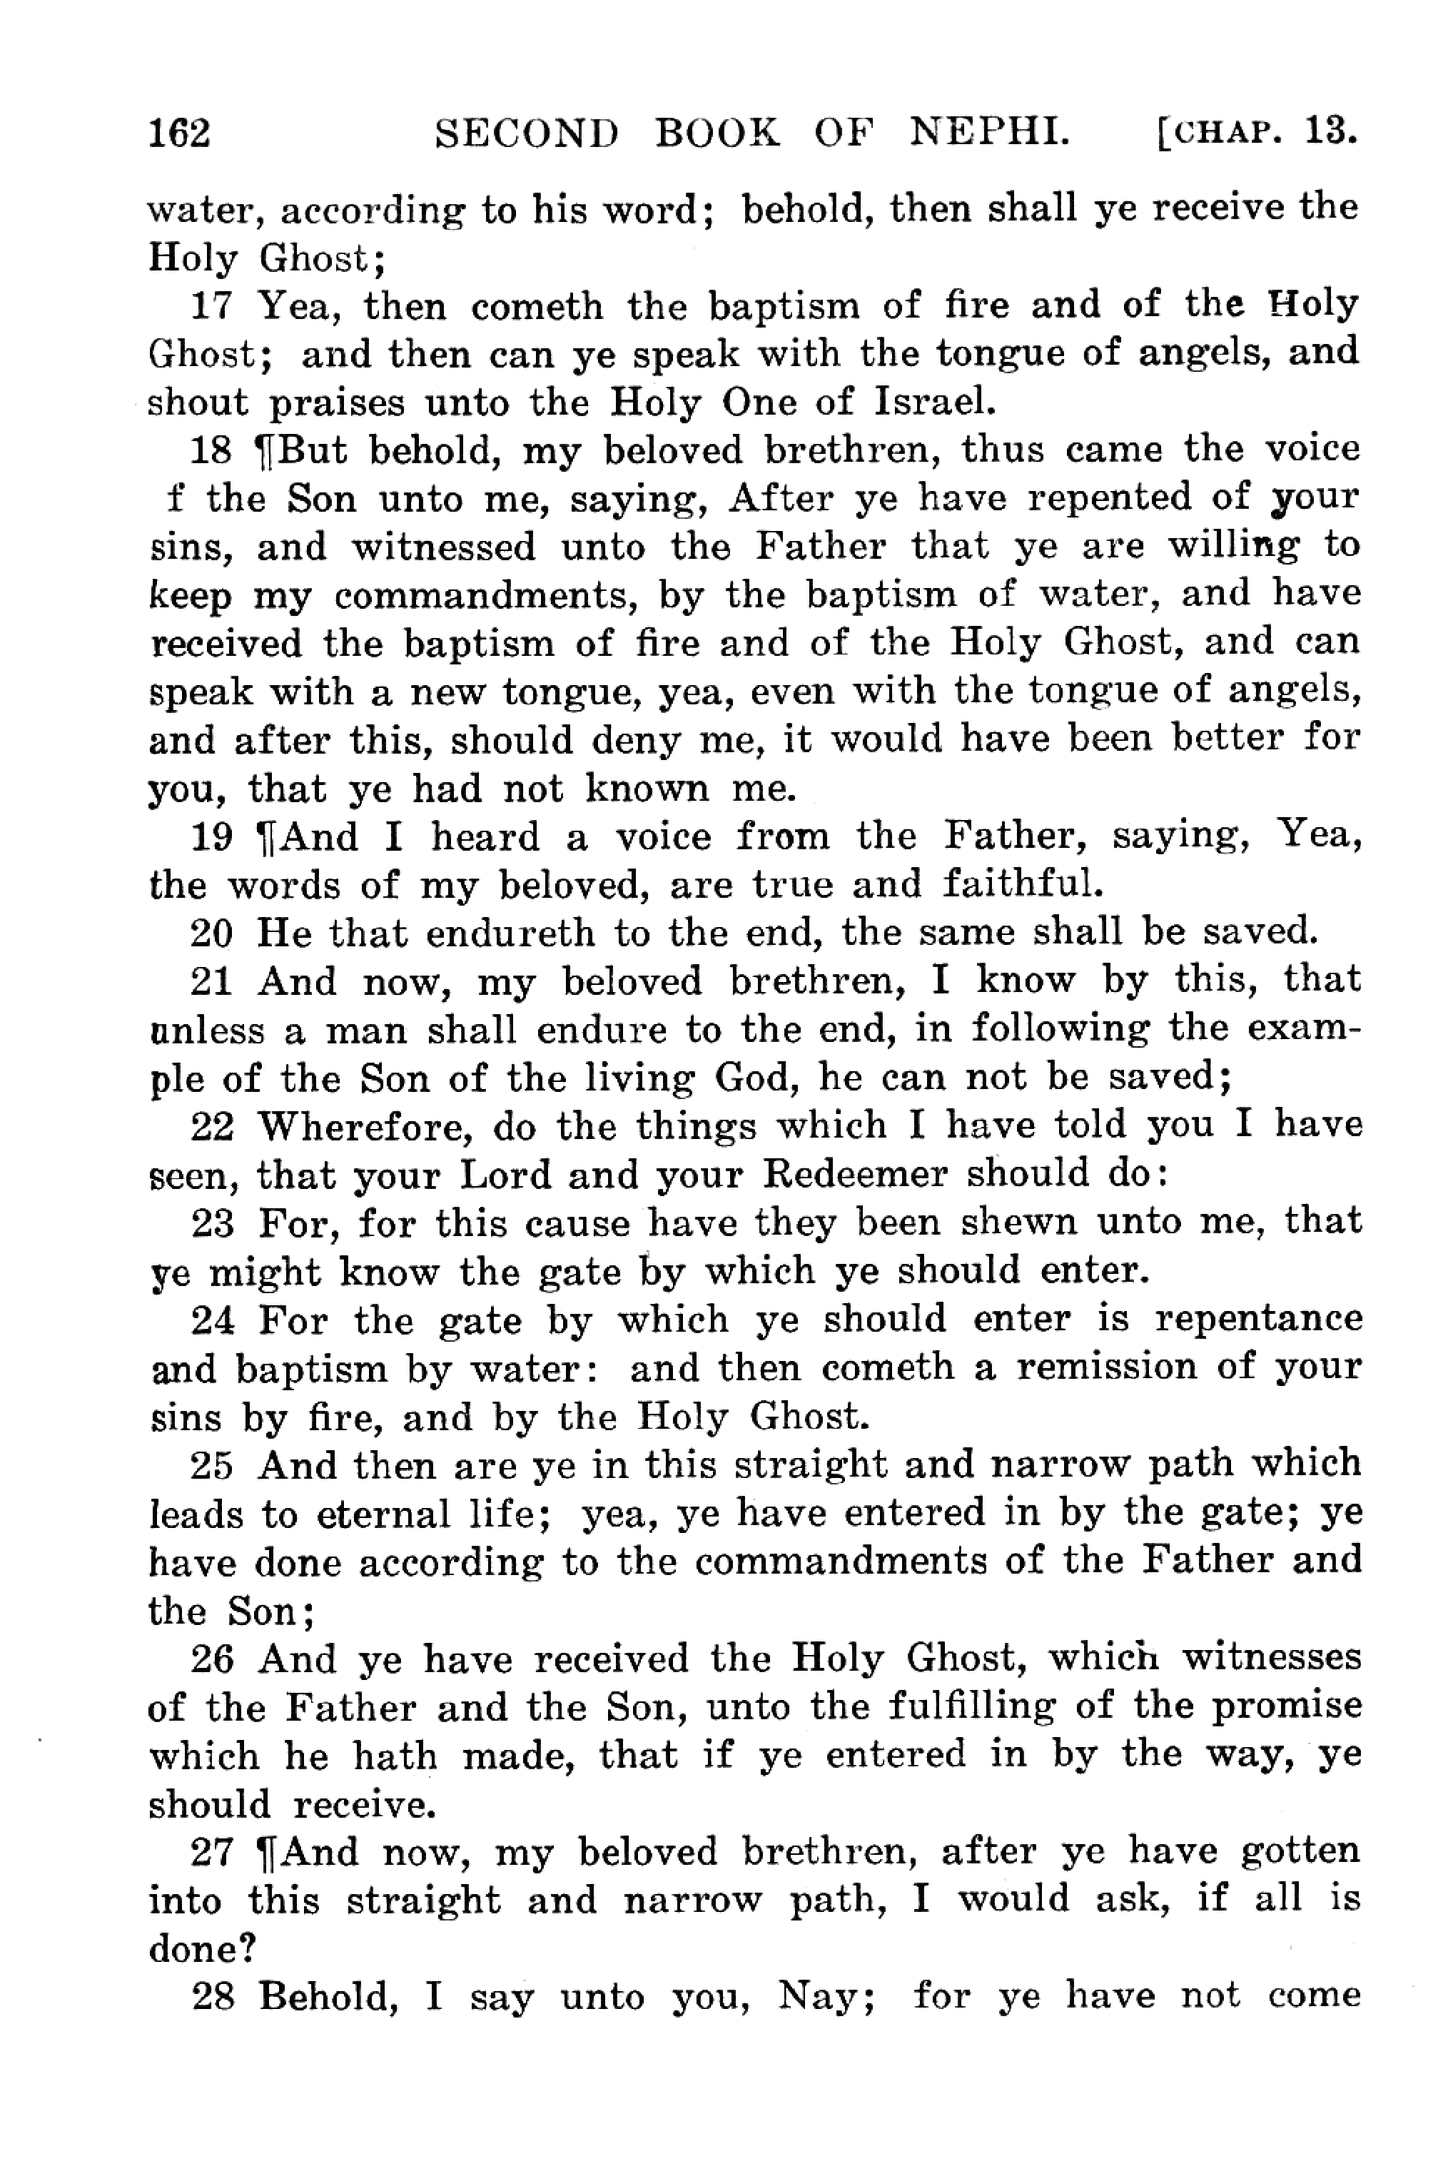 162 SECOND BOOK OF NEPHI. [CHAP. 13.
water, according to his word; behold, then shall ye receive the
Holy Ghost;
17 Yea, then cometh the baptism of fire and of the Holy
Ghost; and then can ye speak with the tongue of angels, and
shout praises unto the Holy One of Israel.
18 ¶But behold, my beloved brethren, thus came the voice
f the Son unto me, saying, After ye have repented of your
sins, and witnessed unto the Father that ye are willing to
keep my commandments, by the baptism of water, and have
received the baptism of fire and of the Holy Ghost, and can
speak with a new tongue, yea, even with the tongue of angels,
and after this, should deny me, it would have been better for
you, that ye had not known me.
19 ¶And I heard a voice from the Father, saying, Yea,
the words of my beloved, are true and faithful.
20 He that endureth to the end, the same shall be saved.
21 And now, my beloved brethren, I know by this, that
unless a man shall endure to the end, in following the exam-
ple of the Son of the living God, he can not be saved;
22 Wherefore, do the things which I have told you I have
seen, that your Lord and your Redeemer should do:
23 For, for this cause have they been shewn unto me, that
ye might know the gate by which ye should enter.
24 For the gate by which ye should enter is repentance
and baptism by water: and then cometh a remission of your
sins by fire, and by the Holy Ghost.
25 And then are ye in this straight and narrow path which
leads to eternal life; yea, ye have entered in by the gate; ye
have done according to the commandments of the Father and
the Son;
26 And ye have received the Holy Ghost, which witnesses
of the Father and the Son, unto the fulfilling of the promise
which he hath made, that if ye entered in by the way, ye
should receive.
27 ¶And now, my beloved brethren, after ye have gotten
into this straight and narrow path, I would ask, if all is
done?
28 Behold, I say unto you, Nay; for ye have not come